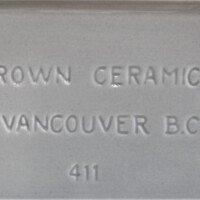 ROWN CERAMIC
VANCOUVER B.C
411